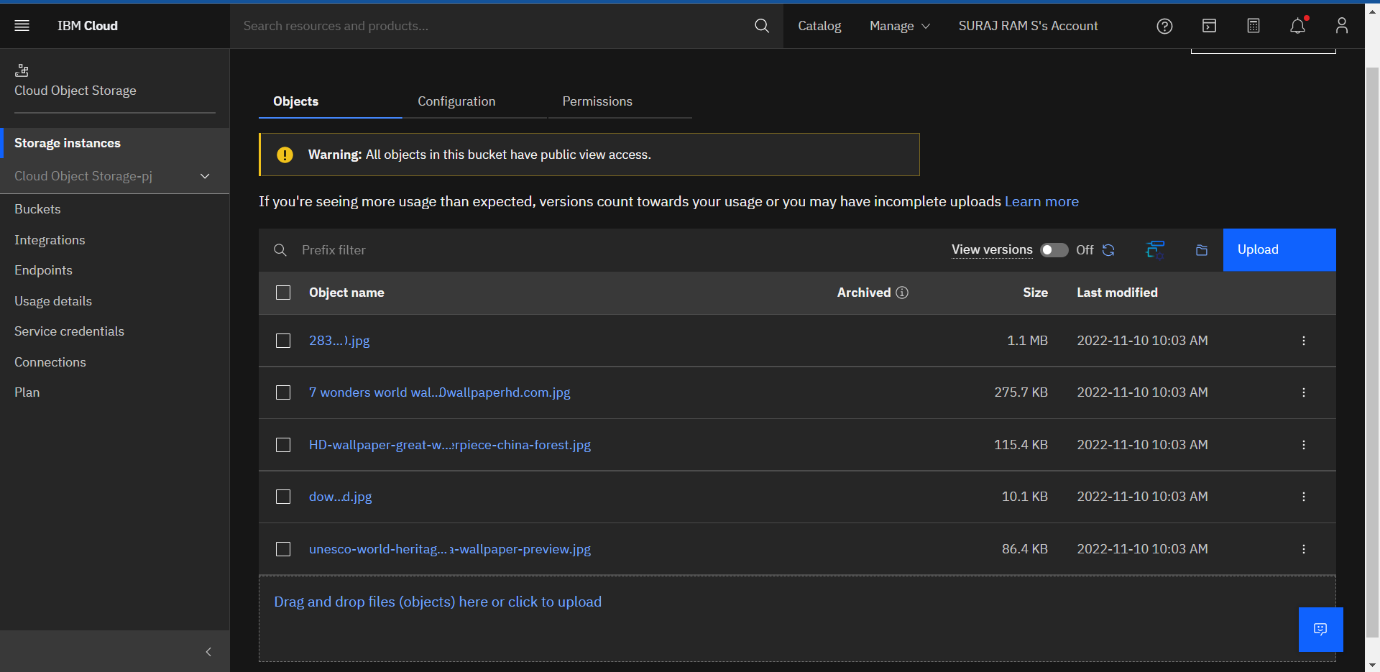 IBM Cloud
Search resources and products...
Catalog
Manage
SURAJ RAM S's Account
Cloud Object Storage
Storage instances
Cloud Object Storage-pj
Buckets
Integrations
Endpoints
Usage details
Service credentials
Connections
Plan
Objects
Configuration
Permissions
Warning: All objects in this bucket have public view access.
If you're seeing more usage than expected, versions count towards your usage or you may have incomplete uploads Learn more
Prefix filter
View versions
Off
Upload
Object name Archived Size Last modified
283...).jpg 1.1 MB 2022-11-10 10:03 AM
7 wonders world wal...wallpaperhd.com.jpg 275.7 KB 2022-11-10 10:03 AM
HD-wallpaper-great-w...rpiece-china-forest.jpg 115.4 KB 2022-11-10 10:03 AM
dow...d.jpg 10.1 KB 2022-11-10 10:03 AM
unesco-world-heritag...-wallpaper-preview.jpg 86.4 KB 2022-11-10 10:03 AM
Drag and drop files (objects) here or click to upload